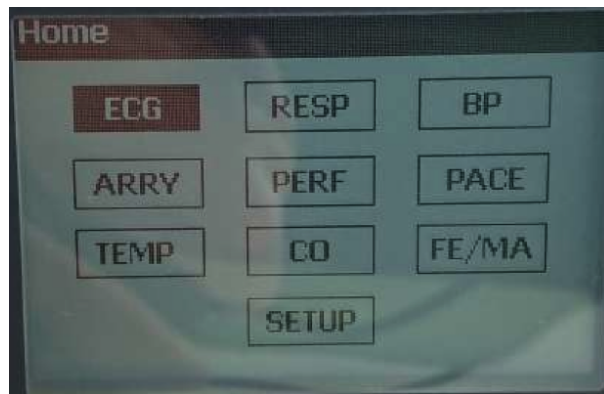 Home
ECG RESP BP
ARRY PERF PACE
TEMP CO FE/MA
SETUP